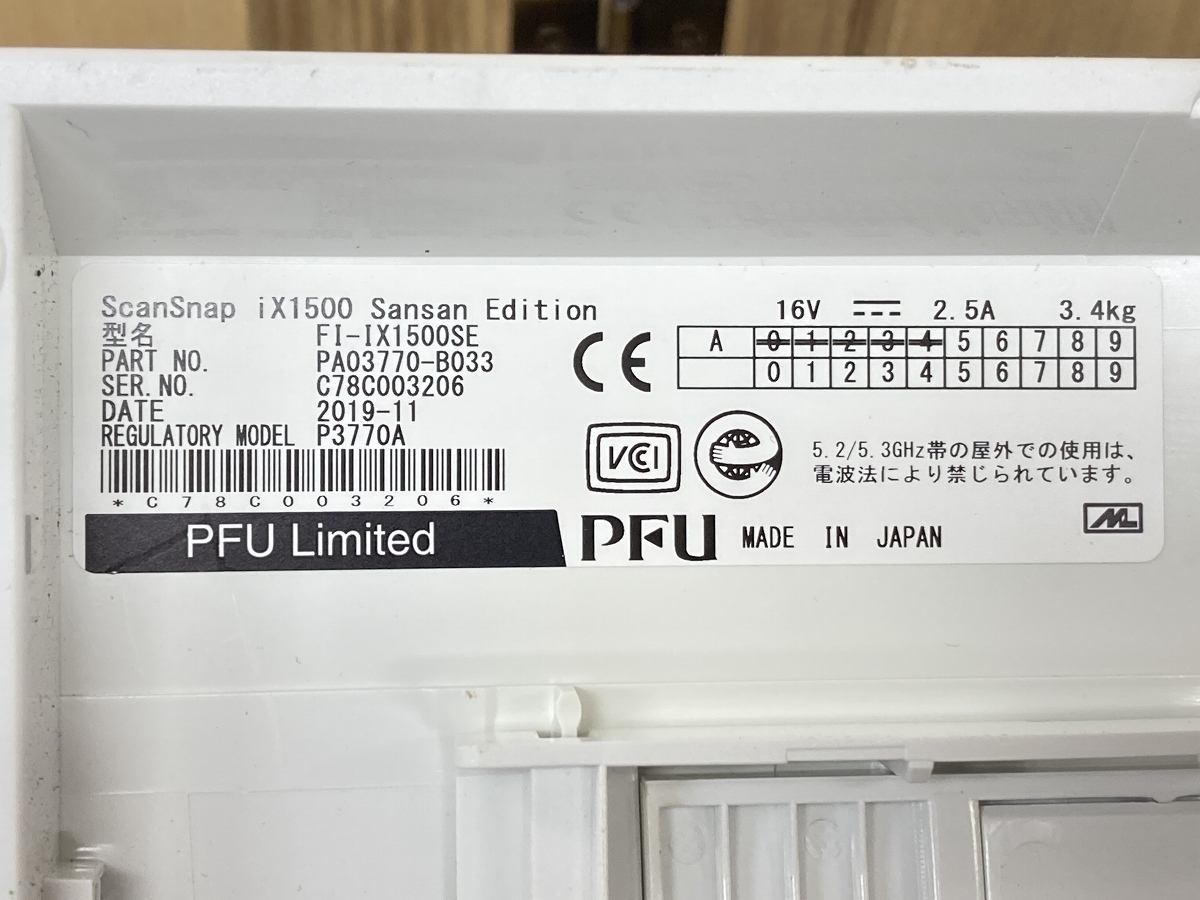 ScanSnap iX1500 Sansan Edition 16V 2.5A 3.4kg
型名 FI-IX1500SE
PART NO. PA03770-B033
SER.NO. C78C003206
DATE 2019-11
REGULATORY MODEL P3770A
*C78C003206*
PFU Limited
CE
A 0 1 2 3 4 5 6 7 8 9
0 1 2 3 4 5 6 7 8 9
VCI
e
5.2/5.3GHz帯の屋外での使用は、
電波法により禁じられています。
PFU MADE IN JAPAN
ML